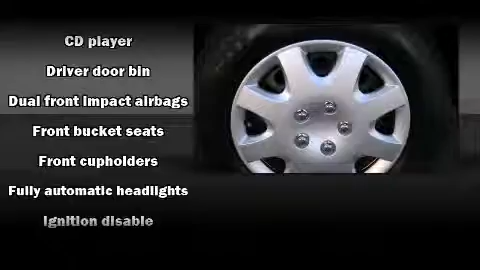 CD player
Driver door bin
Dual front impact airbags
Front bucket seats
Front cupholders
Fully automatic headlights
Ignition disable